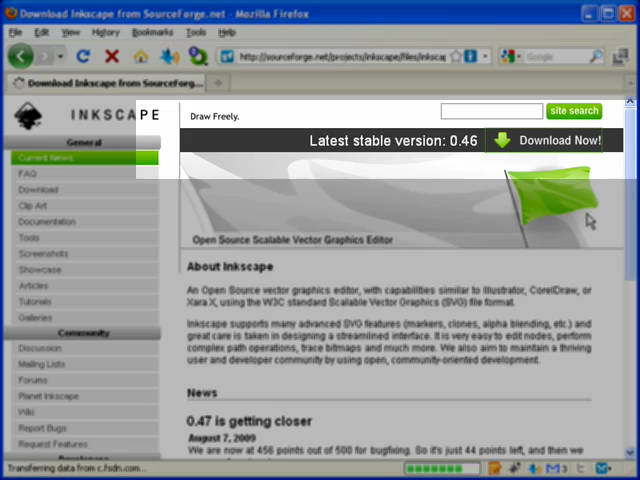 Download Inkscape from SourceForge.net - Mozilla Firefox
File Edit View History Bookmarks Tools Help
http://sourceforge.net/projects/inkscape/files/inkscap
Google
Download Inkscape from SourceForg...
INKSCAPE
Draw Freely.
site search
Latest stable version: 0.46
Download Now!
General
Current News
FAQ
Download
Clip Art
Documentation
Tools
Screenshots
Showcase
Articles
Tutorials
Galleries
Community
Discussion
Mailing Lists
Forums
Planet Inkscape
Wiki
Report Bugs
Request Features
Open Source Scalable Vector Graphics Editor
About Inkscape
An Open Source vector graphics editor, with capabilities similar to Illustrator, CorelDraw, or
Xara X, using the W3C standard Scalable Vector Graphics (SVG) file format.
Inkscape supports many advanced SVG features (markers, clones, alpha blending, etc.) and
great care is taken in designing a streamlined interface. It is very easy to edit nodes, perform
complex path operations, trace bitmaps and much more. We also aim to maintain a thriving
user and developer community by using open, community-oriented development.
News
0.47 is getting closer
August 7, 2009
We are now at 456 points out of 500 for bugfixing. So it's just 44 points left, and then we
Transferring data from c.fsdn.com...
3